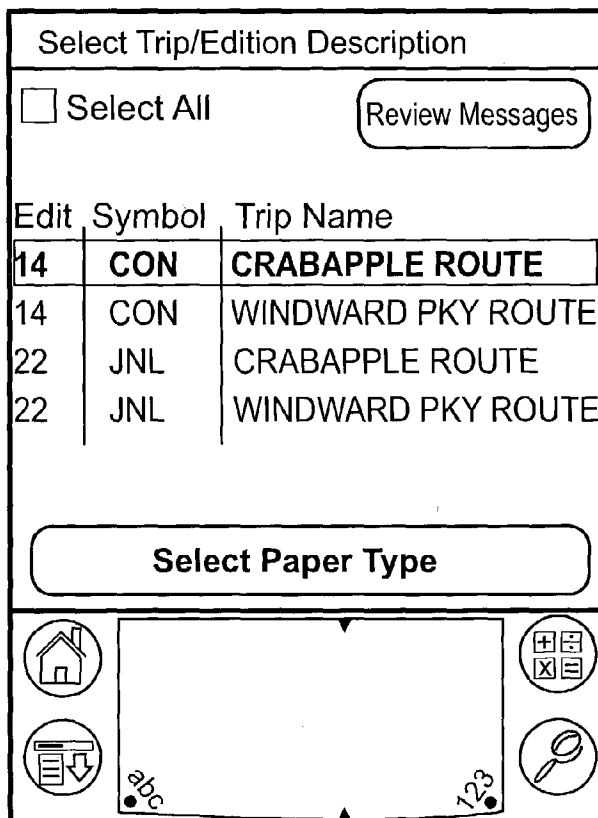 Select Trip/Edition Description
Select All
Review Messages
Edit Symbol Trip Name
14 CON CRABAPPLE ROUTE
14 CON WINDWARD PKY ROUTE
22 JNL CRABAPPLE ROUTE
22 JNL WINDWARD PKY ROUTE
Select Paper Type
+ ÷
X =
abc 123